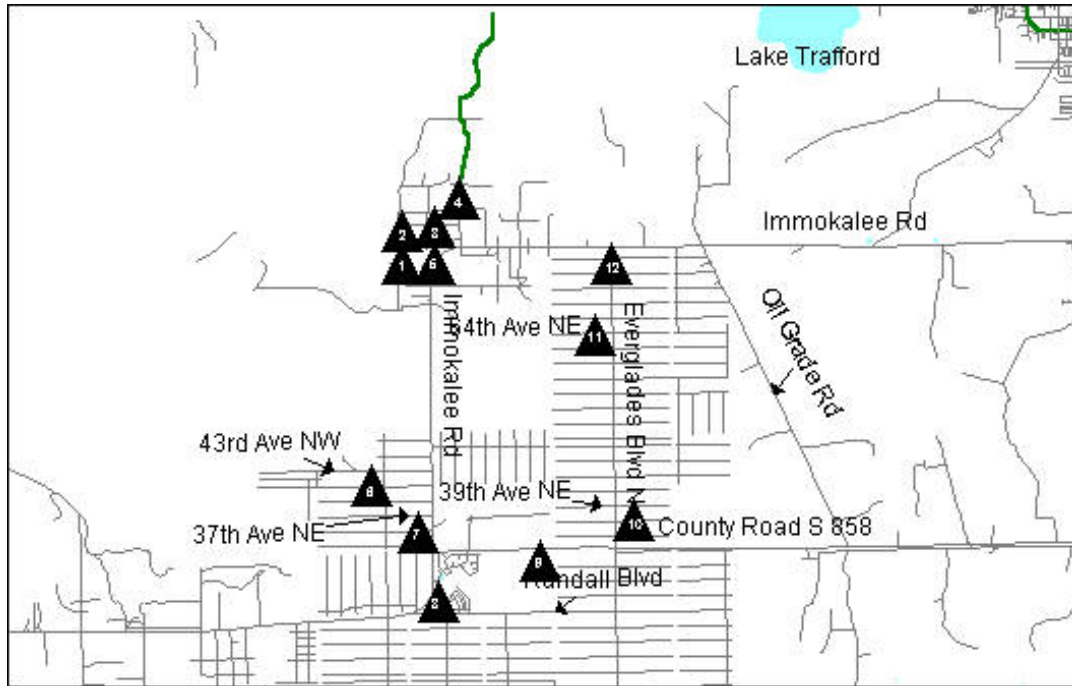 Lake Trafford
4
Immokalee Rd
2
3
1
5
12
Immokalee Rd
Everglades Blvd N
Oil Grade Rd
64th Ave NE
11
43rd Ave NW
6
39th Ave NE
37th Ave NE
7
10
County Road S 858
9
Randall Blvd
8